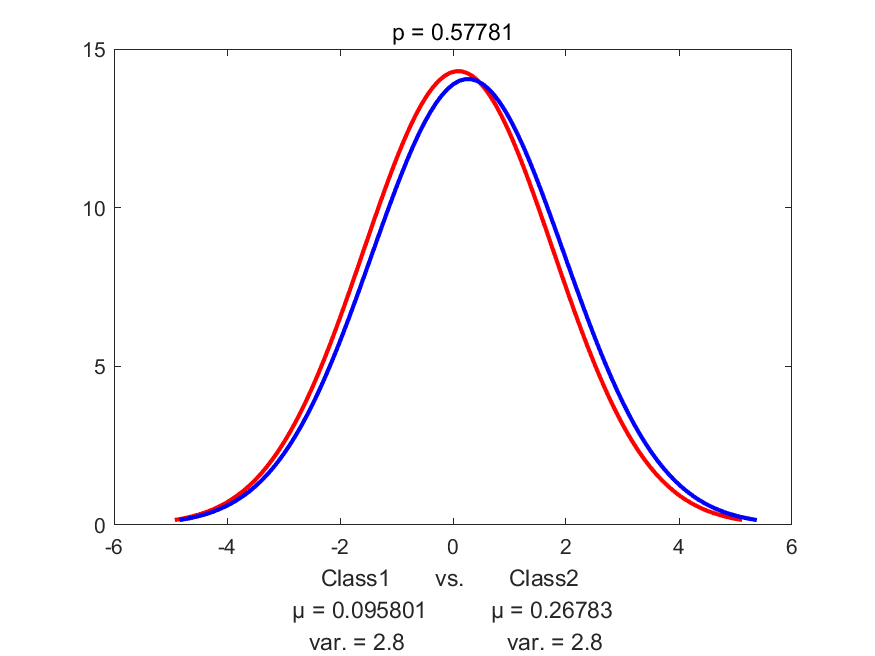 p = 0.57781
15
10
5
0
-6 -4 -2 0 2 4 6
Class1 vs. Class2
μ = 0.095801 μ = 0.26783
var. = 2.8 var. = 2.8